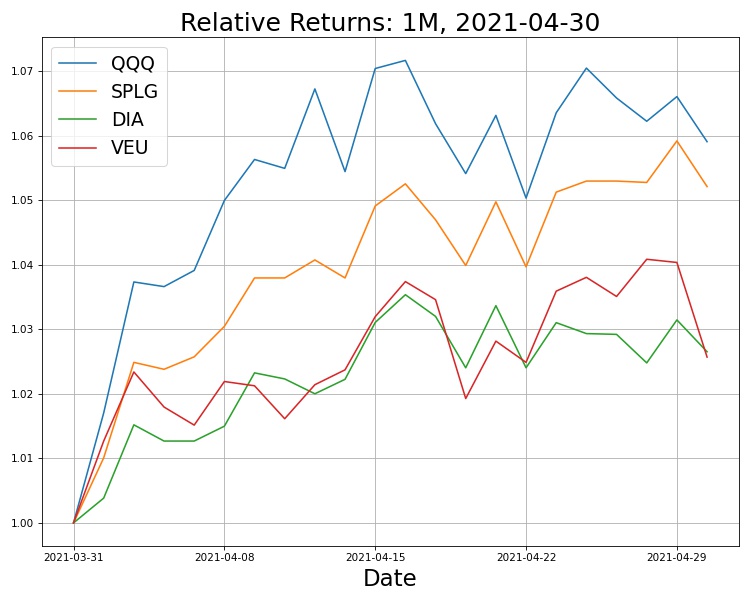 Relative Returns: 1M, 2021-04-30
QQQ
SPLG
DIA
VEU
1.07
1.06
1.05
1.04
1.03
1.02
1.01
1.00
2021-03-31
2021-04-08
2021-04-15
2021-04-22
2021-04-29
Date